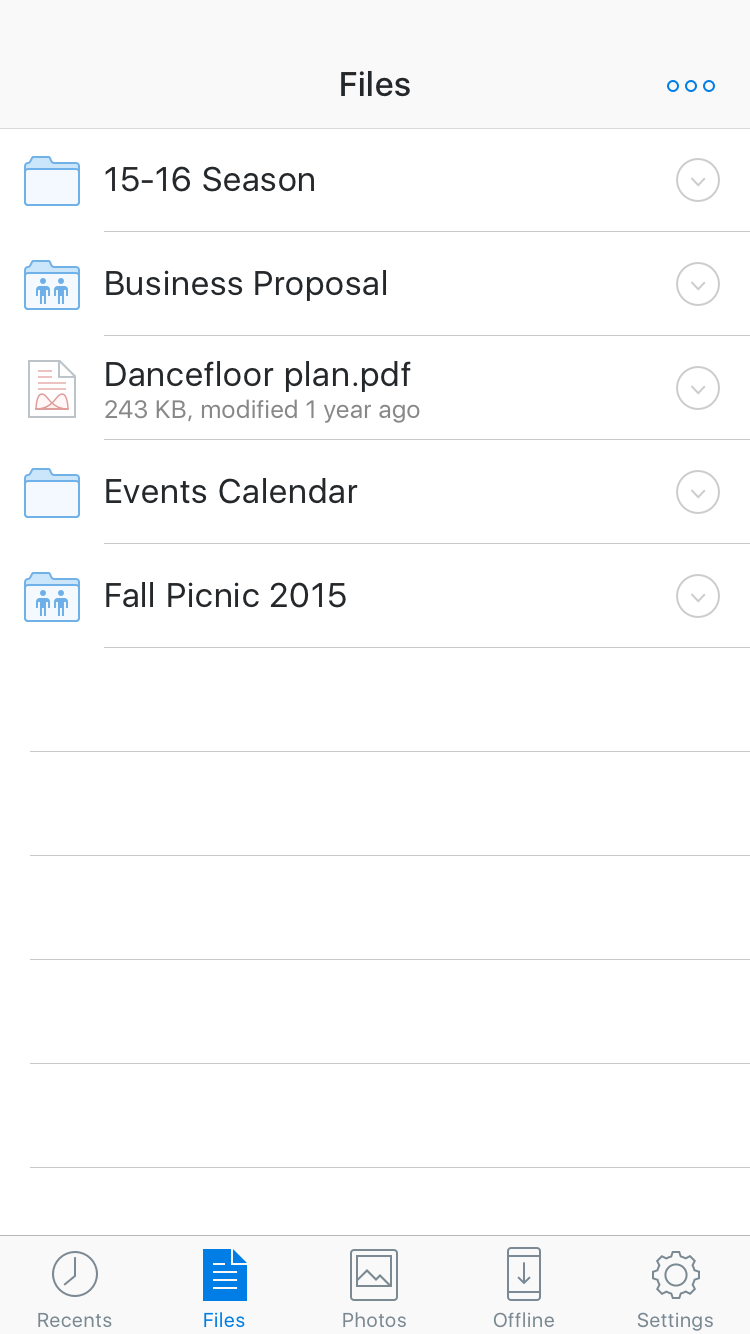 Files
15-16 Season
Business Proposal
Dancefloor plan.pdf
243 KB, modified 1 year ago
Events Calendar
Fall Picnic 2015
Recents
Files
Photos
Offline
Settings